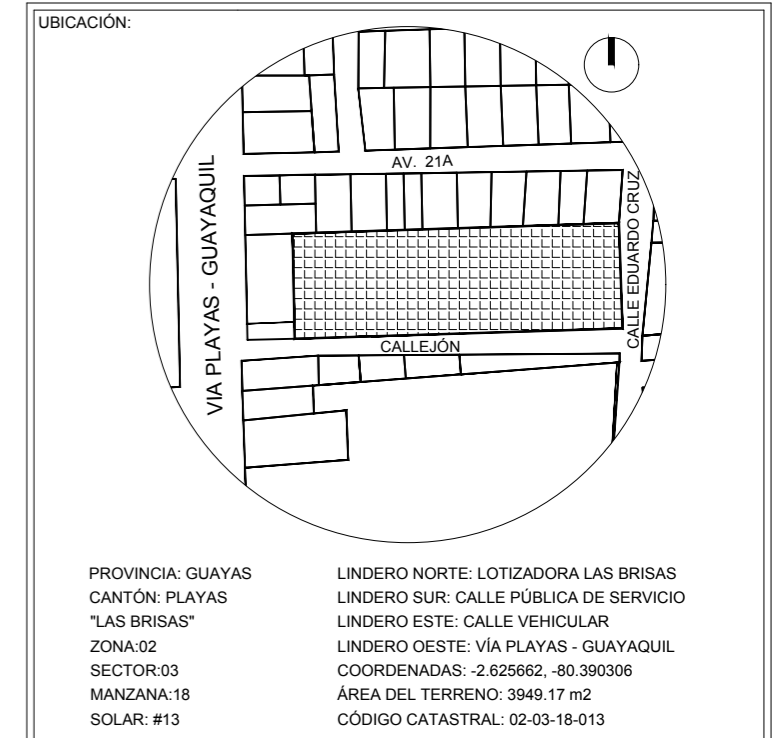 UBICACIÓN:
AV. 21A
VIA PLAYAS - GUAYAQUIL
CALLE EDUARDO CRUZ
CALLEJÓN
PROVINCIA: GUAYAS
CANTÓN: PLAYAS
"LAS BRISAS"
ZONA:02
SECTOR:03
MANZANA:18
SOLAR: #13
LINDERO NORTE: LOTIZADORA LAS BRISAS
LINDERO SUR: CALLE PÚBLICA DE SERVICIO
LINDERO ESTE: CALLE VEHICULAR
LINDERO OESTE: VÍA PLAYAS - GUAYAQUIL
COORDENADAS: -2.625662, -80.390306
ÁREA DEL TERRENO: 3949.17 m2
CÓDIGO CATASTRAL: 02-03-18-013